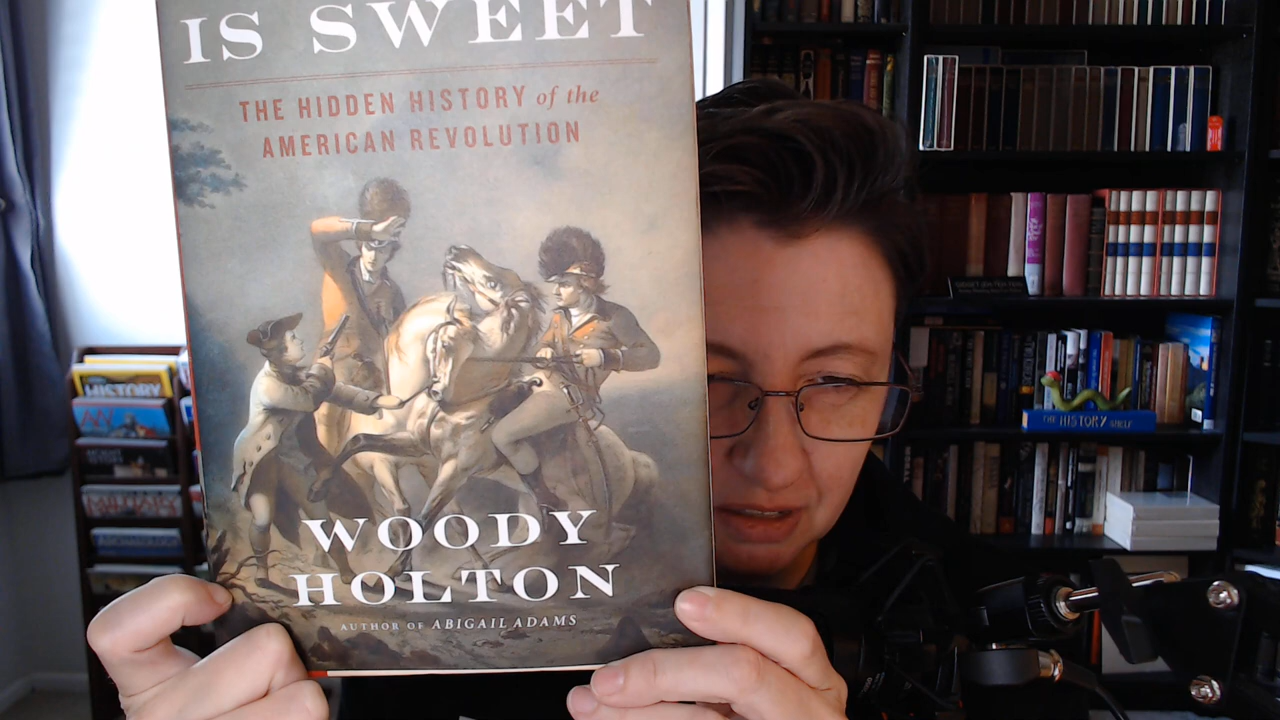 IS SWEET
THE HIDDEN HISTORY of the
AMERICAN REVOLUTION
WOODY
HOLTON
AUTHOR OF ABIGAIL ADAMS
HISTORY
MILITARY
THE HISTORY SHELF